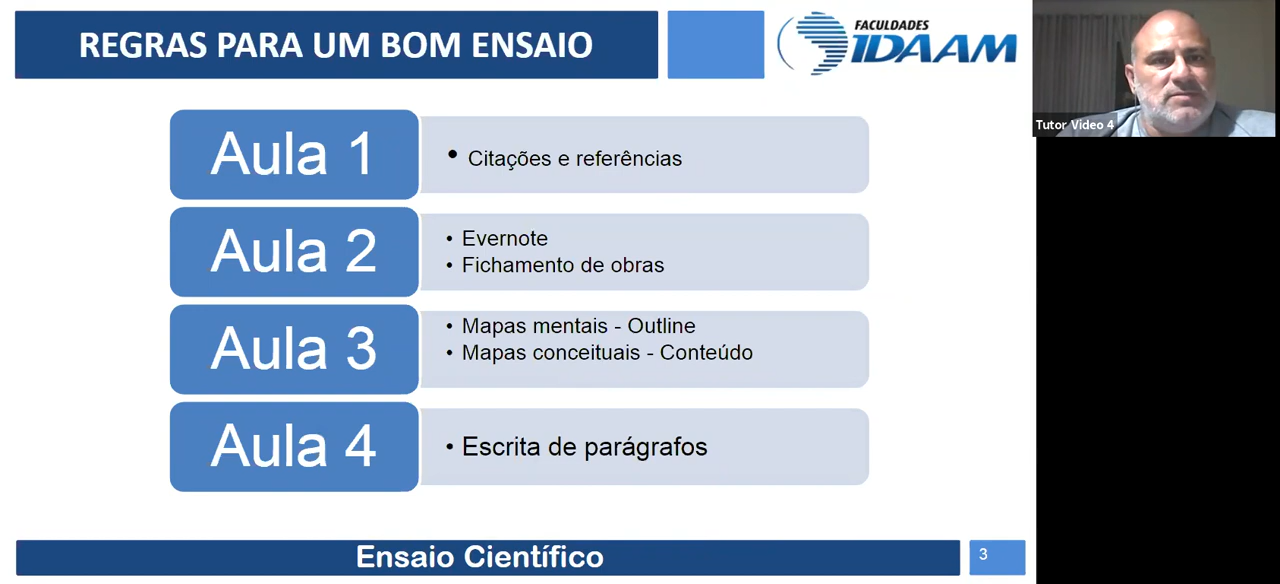 REGRAS PARA UM BOM ENSAIO
FACULDADES
IDAAM
Tutor Video 4
Aula 1
• Citações e referências
Aula 2
• Evernote
• Fichamento de obras
Aula 3
• Mapas mentais - Outline
• Mapas conceituais - Conteúdo
Aula 4
• Escrita de parágrafos
Ensaio Científico
3